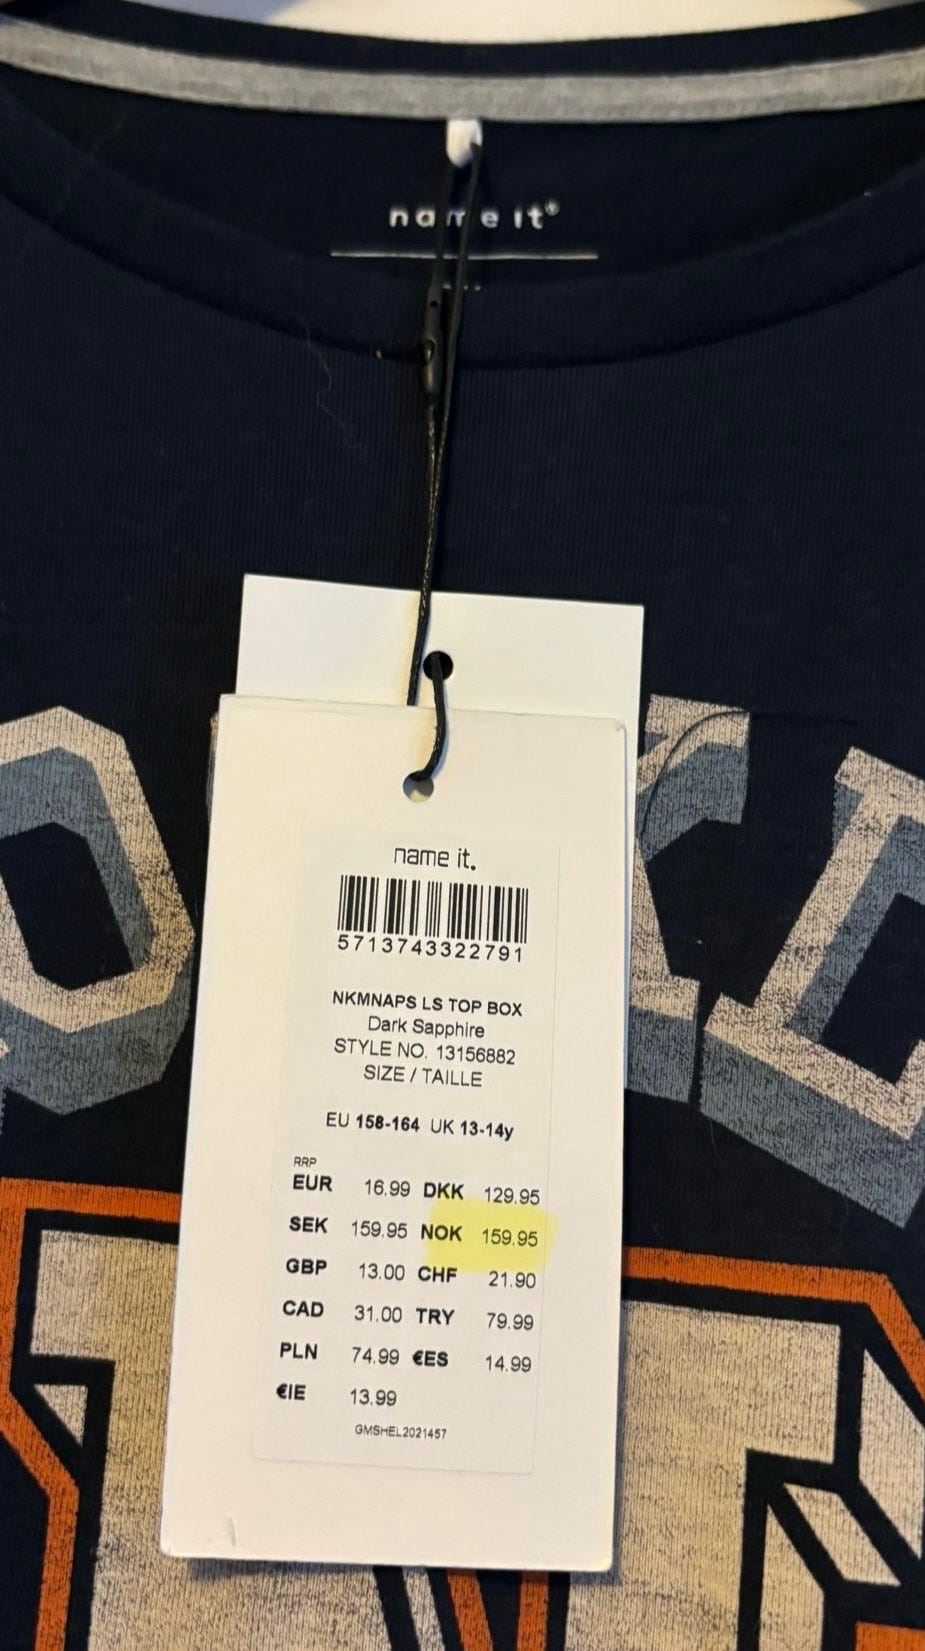 name it®
name it.
5713743322791
NKMNAPS LS TOP BOX
Dark Sapphire
STYLE NO. 13156882
SIZE / TAILLE
EU 158-164 UK 13-14y
RRP
EUR 16.99 DKK 129.95
SEK 159.95 NOK 159.95
GBP 13.00 CHF 21.90
CAD 31.00 TRY 79.99
PLN 74.99 €ES 14.99
€IE 13.99
GMSHEL2021457